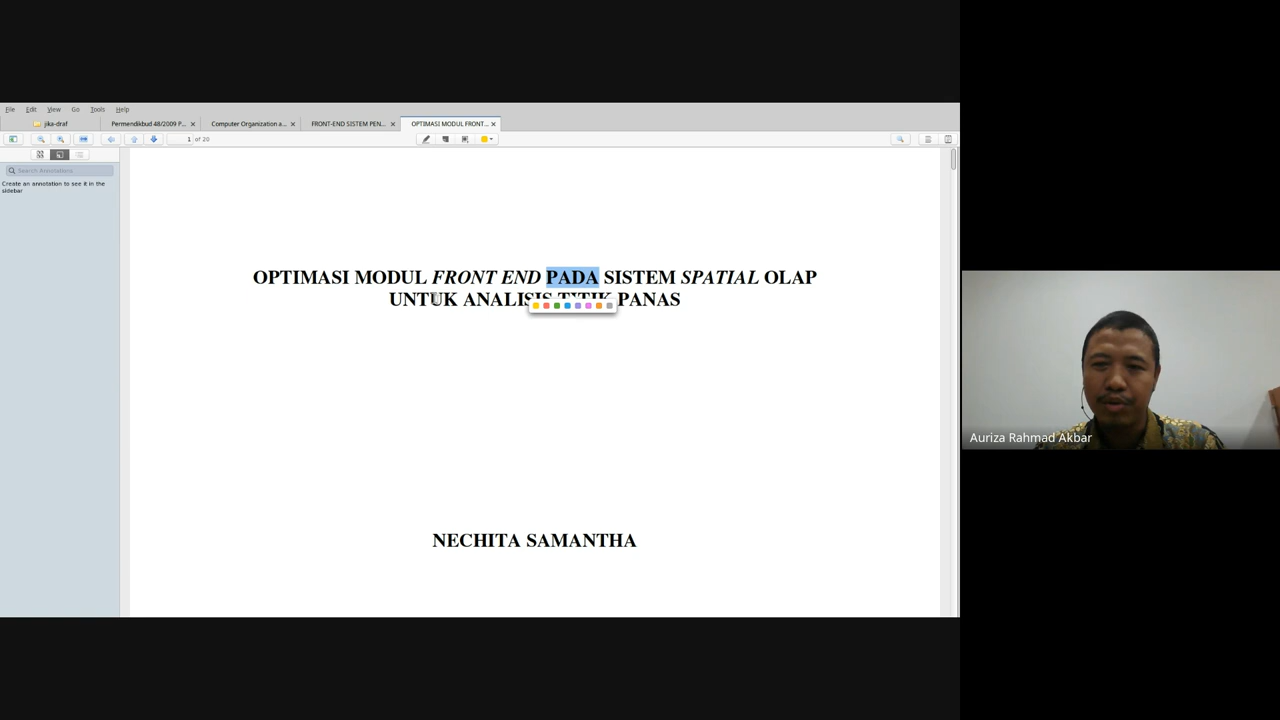 File Edit View Go Tools Help
jika-draf Permendikbud 48/2009 P... Computer Organization a... FRONT-END SISTEM PEN... OPTIMASI MODUL FRONT...
1 of 20
Search Annotations
Create an annotation to see it in the
sidebar
OPTIMASI MODUL FRONT END PADA SISTEM SPATIAL OLAP
UNTUK ANALISIS TITIK PANAS
NECHITA SAMANTHA
Auriza Rahmad Akbar